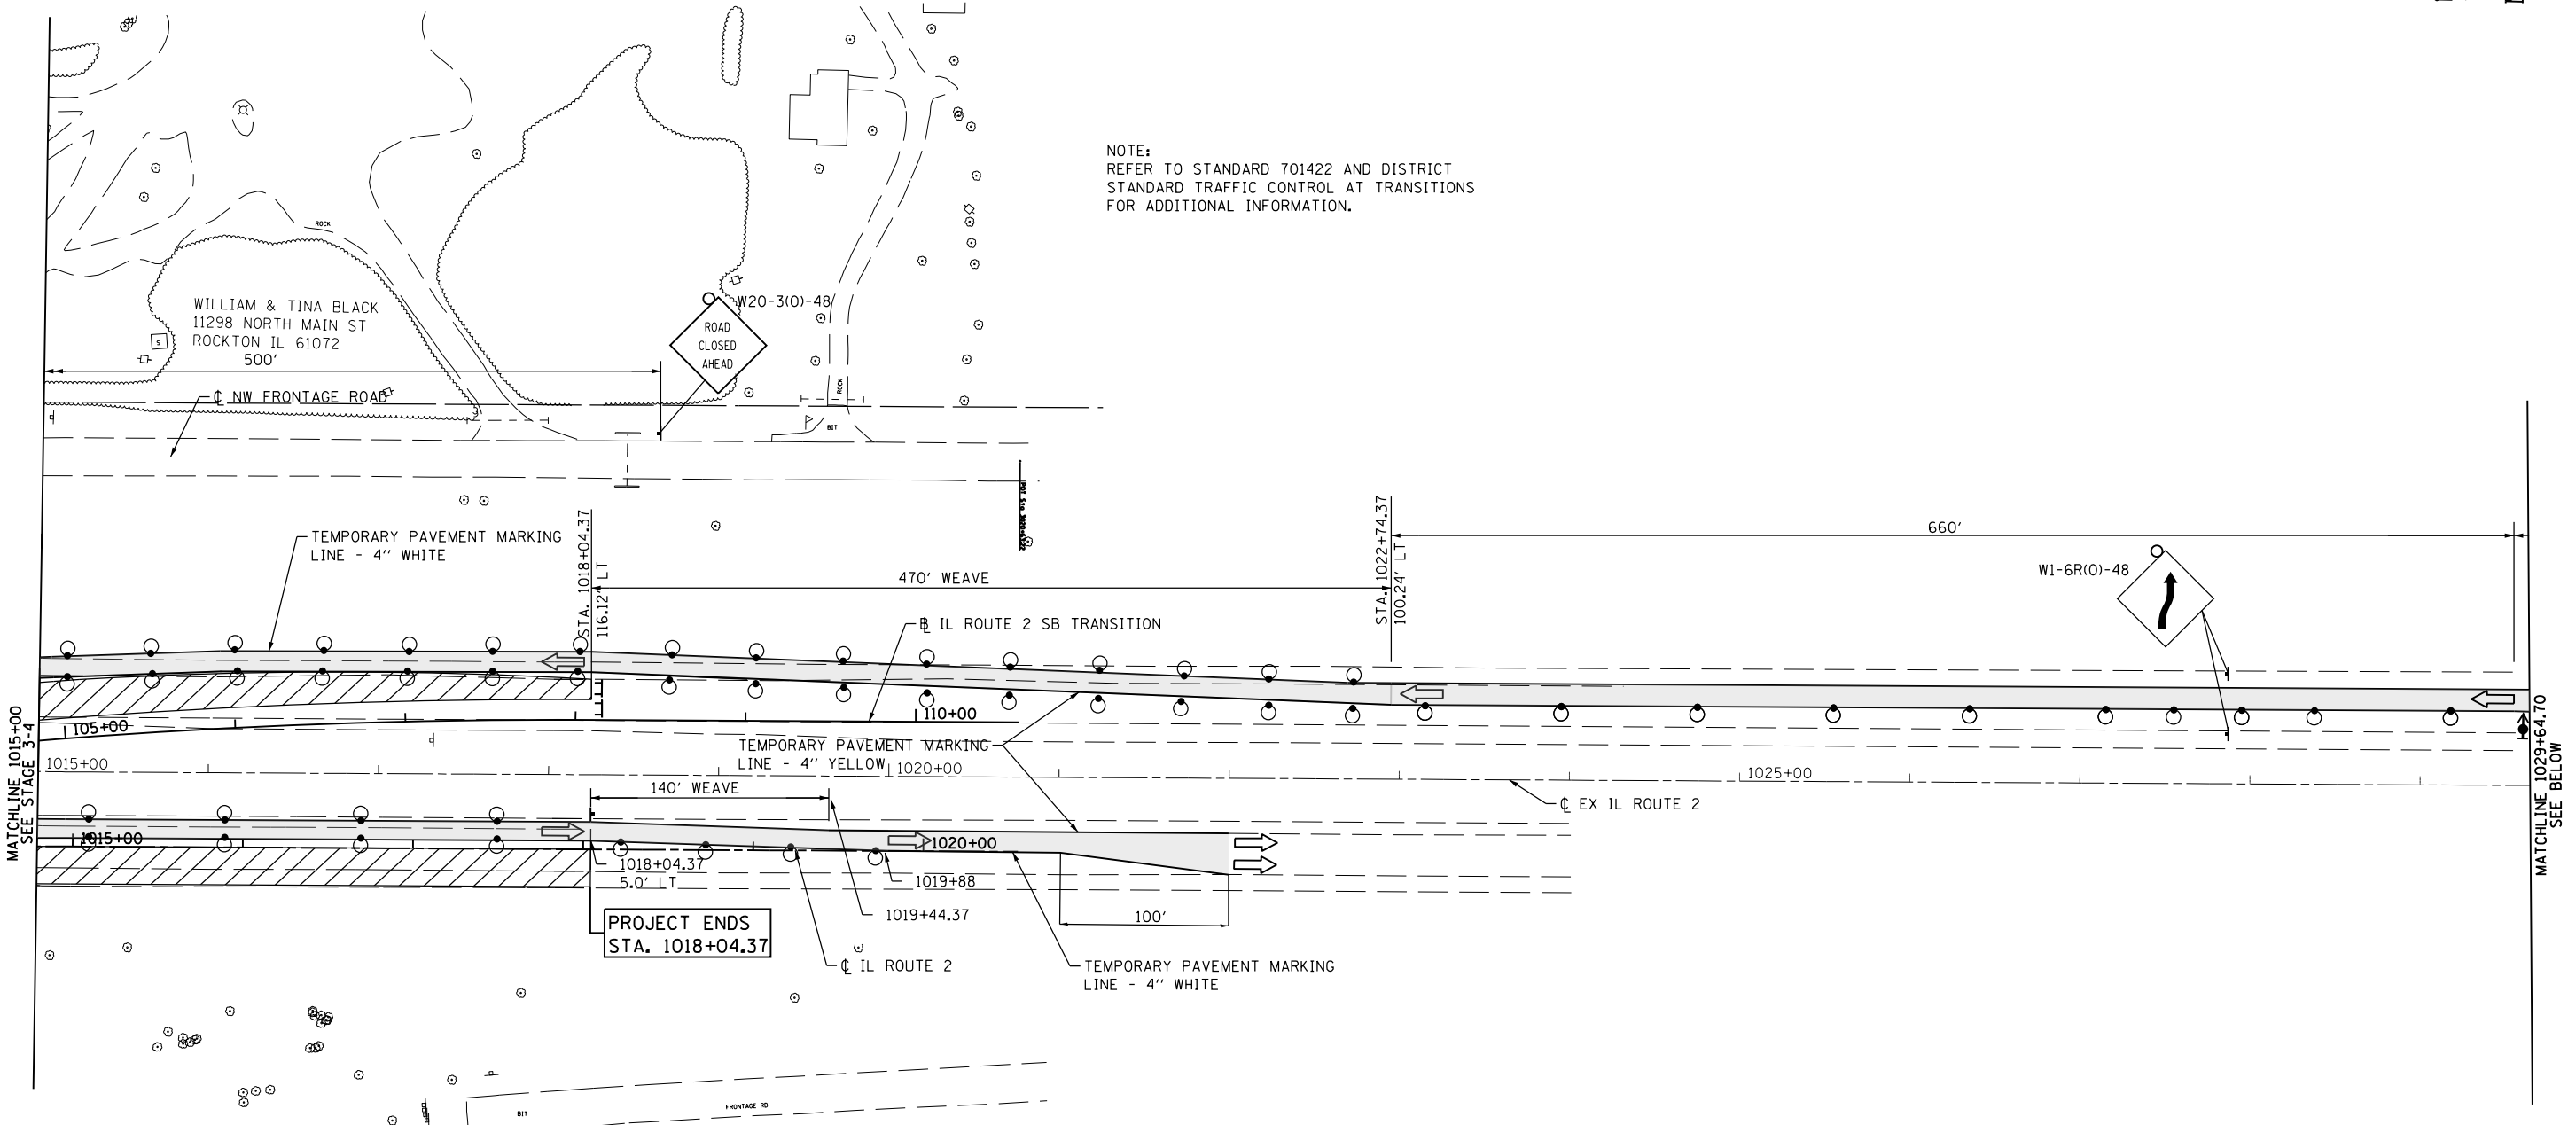 NOTE:
REFER TO STANDARD 701422 AND DISTRICT
STANDARD TRAFFIC CONTROL AT TRANSITIONS
FOR ADDITIONAL INFORMATION.
ROCK
WILLIAM & TINA BLACK
11298 NORTH MAIN ST
ROCKTON IL 61072
500'
W20-3(O)-48
ROAD
CLOSED
AHEAD
S
ROCK
BIT
℄ NW FRONTAGE ROAD
TEMPORARY PAVEMENT MARKING
LINE - 4'' WHITE
STA. 1018+04.37
116.12' LT
470' WEAVE
STA. 1022+74.37
100.24' LT
660'
W1-6R(O)-48
B IL ROUTE 2 SB TRANSITION
MATCHLINE 1015+00
SEE STAGE 3-4
105+00
110+00
TEMPORARY PAVEMENT MARKING
LINE - 4'' YELLOW
1015+00
1020+00
1025+00
℄ EX IL ROUTE 2
140' WEAVE
1015+00
1020+00
1018+04.37
5.0' LT
1019+88
1019+44.37
100'
PROJECT ENDS
STA. 1018+04.37
℄ IL ROUTE 2
TEMPORARY PAVEMENT MARKING
LINE - 4'' WHITE
MATCHLINE 1029+64.70
SEE BELOW
BIT
FRONTAGE RD